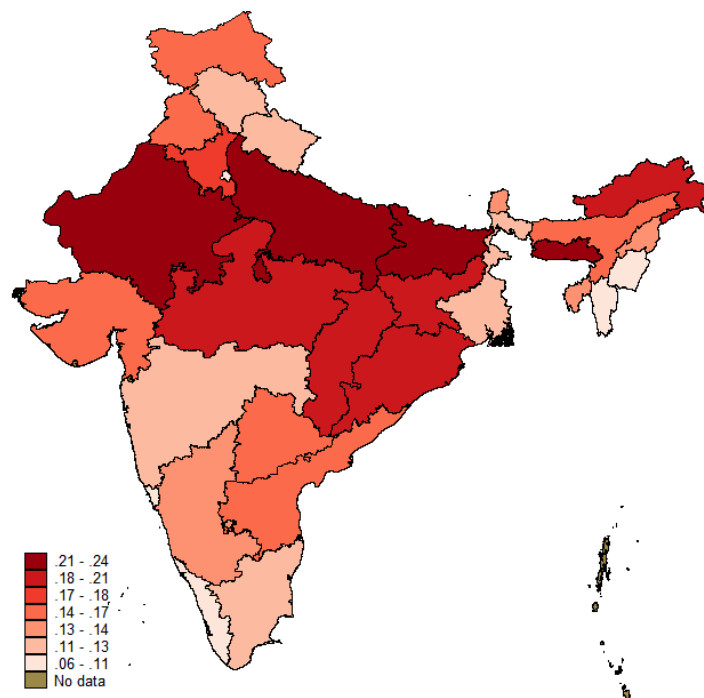 .21 - .24
.18 - .21
.17 - .18
.14 - .17
.13 - .14
.11 - .13
.06 - .11
No data